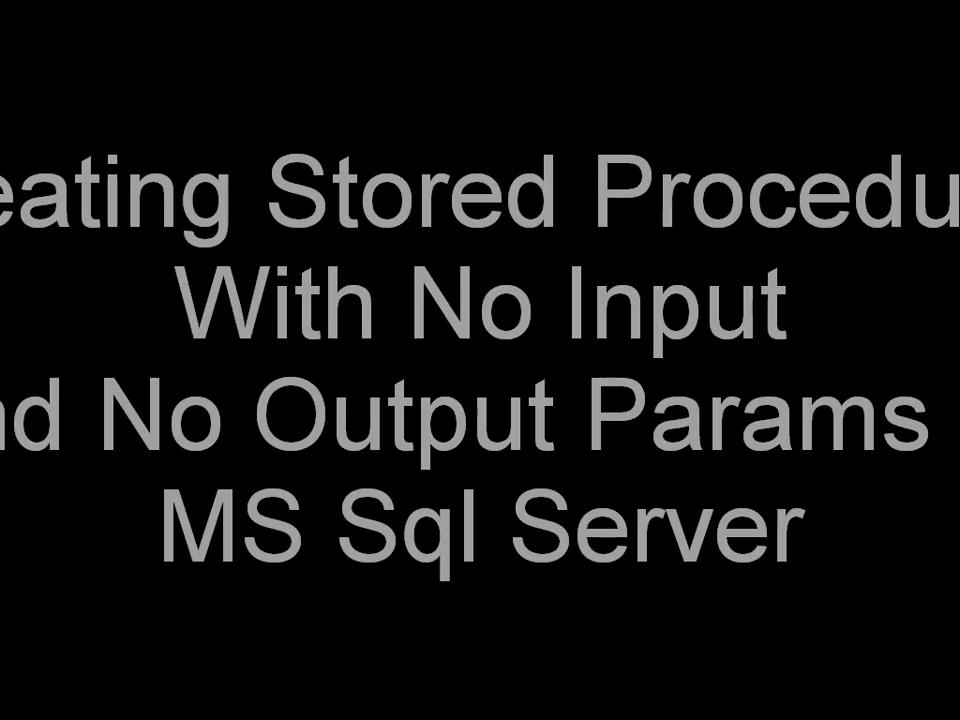 eating Stored Procedu
With No Input
nd No Output Params
MS Sql Server